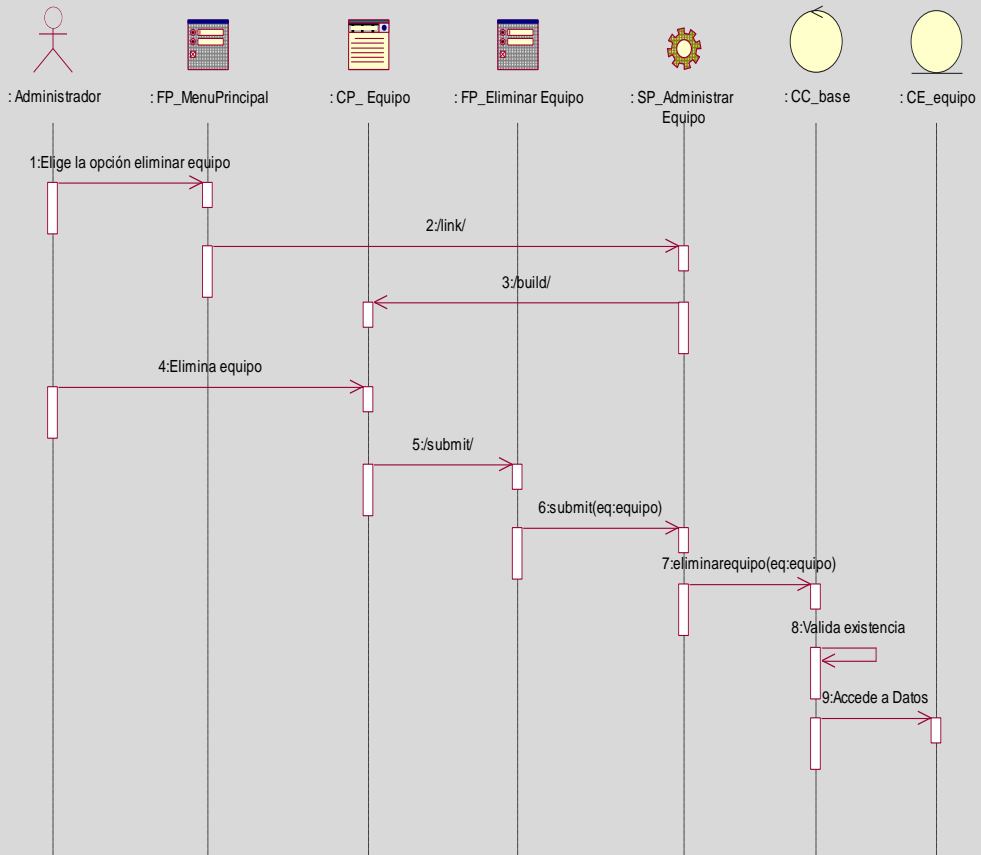 : Administrador
: FP_MenuPrincipal
: CP_ Equipo
: FP_Eliminar Equipo
: SP_Administrar
Equipo
: CC_base
: CE_equipo
1:Elige la opción eliminar equipo
2:/link/
3:/build/
4:Elimina equipo
5:/submit/
6:submit(eq:equipo)
7:eliminarequipo(eq:equipo)
8:Valida existencia
9:Accede a Datos